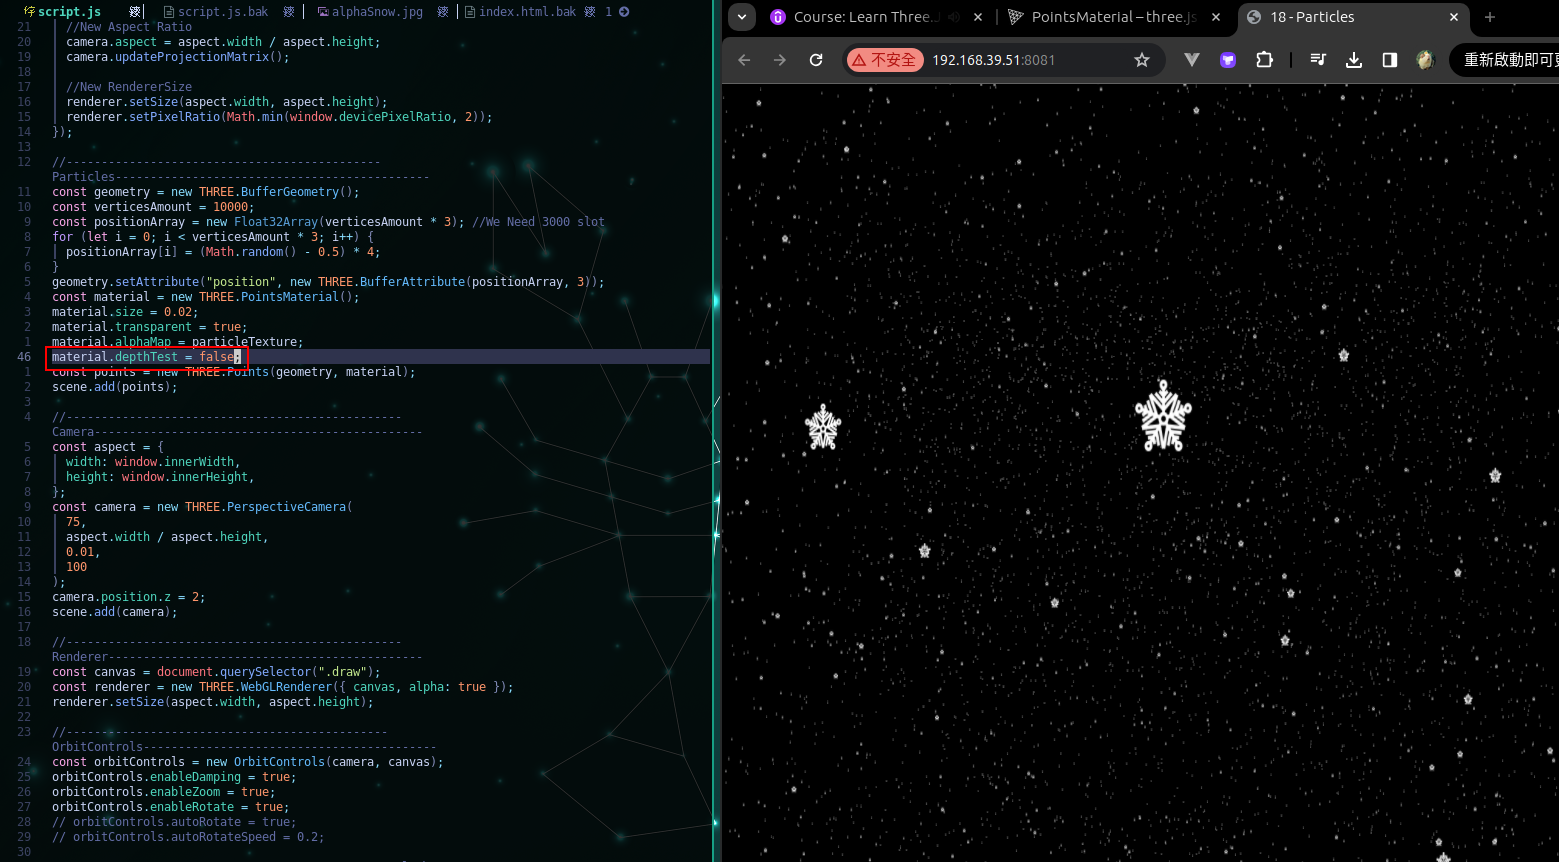 script.js script.js.bak alphaSnow.jpg index.html.bak 1
21 //New Aspect Ratio
20 camera.aspect = aspect.width / aspect.height;
19 camera.updateProjectionMatrix();
18
17 //New RendererSize
16 renderer.setSize(aspect.width, aspect.height);
15 renderer.setPixelRatio(Math.min(window.devicePixelRatio, 2));
14 });
13
12 //---------------------------------------------
Particles---------------------------------------------
11 const geometry = new THREE.BufferGeometry();
10 const verticesAmount = 10000;
9 const positionArray = new Float32Array(verticesAmount * 3); //We Need 3000 slot
8 for (let i = 0; i < verticesAmount * 3; i++) {
7 positionArray[i] = (Math.random() - 0.5) * 4;
6 }
5 geometry.setAttribute("position", new THREE.BufferAttribute(positionArray, 3));
4 const material = new THREE.PointsMaterial();
3 material.size = 0.02;
2 material.transparent = true;
1 material.alphaMap = particleTexture;
46 material.depthTest = false;
1 const points = new THREE.Points(geometry, material);
2 scene.add(points);
3
4 //------------------------------------------------
Camera-----------------------------------------------
5 const aspect = {
6 width: window.innerWidth,
7 height: window.innerHeight,
8 };
9 const camera = new THREE.PerspectiveCamera(
10 75,
11 aspect.width / aspect.height,
12 0.01,
13 100
14 );
15 camera.position.z = 2;
16 scene.add(camera);
17
18 //------------------------------------------------
Renderer---------------------------------------------
19 const canvas = document.querySelector(".draw");
20 const renderer = new THREE.WebGLRenderer({ canvas, alpha: true });
21 renderer.setSize(aspect.width, aspect.height);
22
23 //----------------------------------------------
OrbitControls------------------------------------------
24 const orbitControls = new OrbitControls(camera, canvas);
25 orbitControls.enableDamping = true;
26 orbitControls.enableZoom = true;
27 orbitControls.enableRotate = true;
28 // orbitControls.autoRotate = true;
29 // orbitControls.autoRotateSpeed = 0.2;
30
Course: Learn Three.J PointsMaterial – three.js 18 - Particles
不安全 192.168.39.51:8081 重新啟動即可更